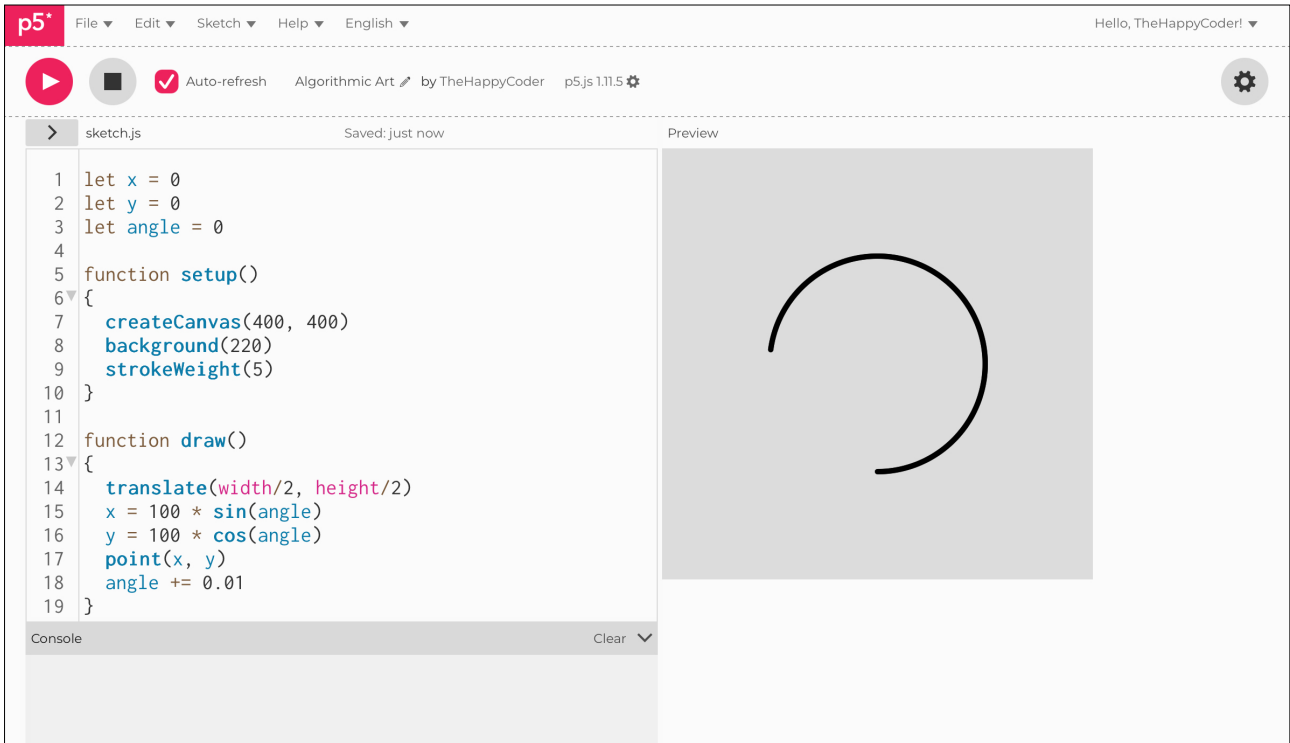 p5* File Edit Sketch Help English Hello, TheHappyCoder!
Auto-refresh Algorithmic Art by TheHappyCoder p5.js 1.11.5
sketch.js Saved: just now Preview
1 let x = 0
2 let y = 0
3 let angle = 0
4
5 function setup()
6 {
7 createCanvas(400, 400)
8 background(220)
9 strokeWeight(5)
10 }
11
12 function draw()
13 {
14 translate(width/2, height/2)
15 x = 100 * sin(angle)
16 y = 100 * cos(angle)
17 point(x, y)
18 angle += 0.01
19 }
Console Clear